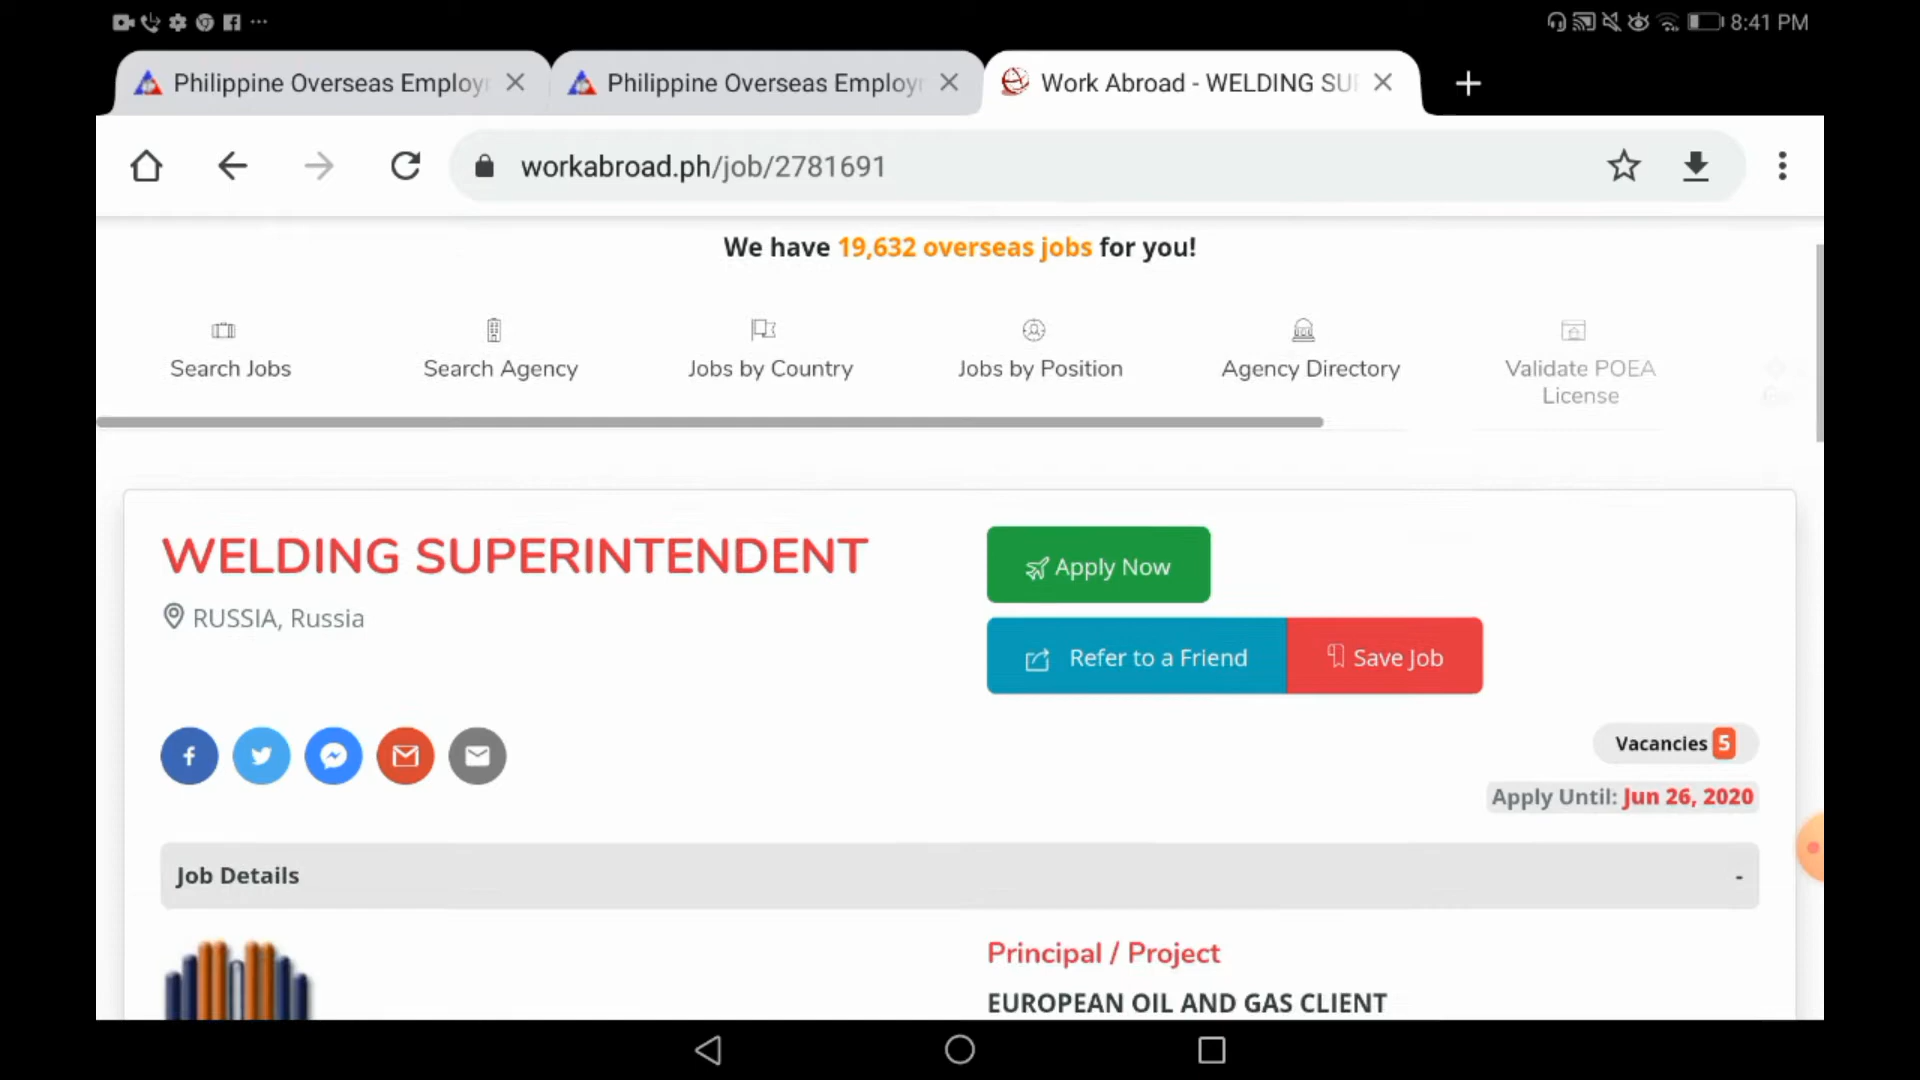 8:41 PM
Philippine Overseas Employr
Philippine Overseas Employr
Work Abroad - WELDING SUP
workabroad.ph/job/2781691
We have 19,632 overseas jobs for you!
Search Jobs
Search Agency
Jobs by Country
Jobs by Position
Agency Directory
Validate POEA
License
WELDING SUPERINTENDENT
RUSSIA, Russia
Apply Now
Refer to a Friend
Save Job
Vacancies 5
Apply Until: Jun 26, 2020
Job Details -
Principal / Project
EUROPEAN OIL AND GAS CLIENT